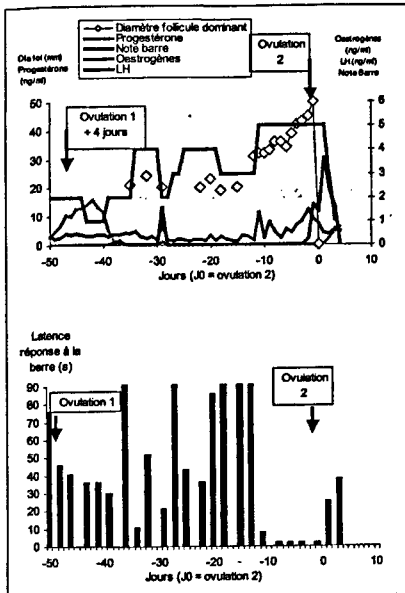 Diamètre follicule dominant
Progestérone
Note barre
Oestrogènes
LH
Ovulation
2
Dia fol (mm)
Progestérone
(ng/ml)
Oestrogènes
(ng/ml)
LH (ng/ml)
Note Barre
Ovulation 1
+ 4 jours
60
50
40
30
20
10
0
6
5
4
3
2
1
0
-50 -40 -30 -20 -10 0 10
Jours (J0 = ovulation 2)
Latence
réponse à la
barre (s)
Ovulation 1
Ovulation
2
90
80
70
60
50
40
30
20
10
0
-50 -40 -30 -20 -10 0 10
Jours (J0 = ovulation 2)